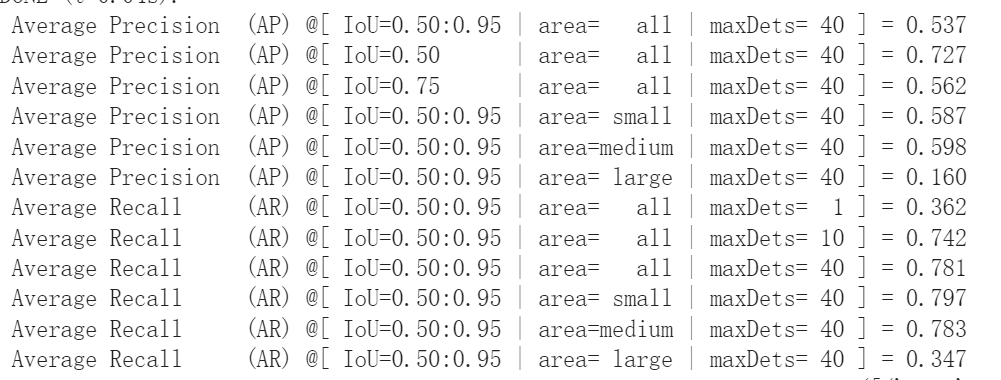 Average Precision  (AP) @[ IoU=0.50:0.95 | area=   all | maxDets= 40 ] = 0.537
Average Precision  (AP) @[ IoU=0.50      | area=   all | maxDets= 40 ] = 0.727
Average Precision  (AP) @[ IoU=0.75      | area=   all | maxDets= 40 ] = 0.562
Average Precision  (AP) @[ IoU=0.50:0.95 | area= small | maxDets= 40 ] = 0.587
Average Precision  (AP) @[ IoU=0.50:0.95 | area=medium | maxDets= 40 ] = 0.598
Average Precision  (AP) @[ IoU=0.50:0.95 | area= large | maxDets= 40 ] = 0.160
Average Recall     (AR) @[ IoU=0.50:0.95 | area=   all | maxDets=  1 ] = 0.362
Average Recall     (AR) @[ IoU=0.50:0.95 | area=   all | maxDets= 10 ] = 0.742
Average Recall     (AR) @[ IoU=0.50:0.95 | area=   all | maxDets= 40 ] = 0.781
Average Recall     (AR) @[ IoU=0.50:0.95 | area= small | maxDets= 40 ] = 0.797
Average Recall     (AR) @[ IoU=0.50:0.95 | area=medium | maxDets= 40 ] = 0.783
Average Recall     (AR) @[ IoU=0.50:0.95 | area= large | maxDets= 40 ] = 0.347